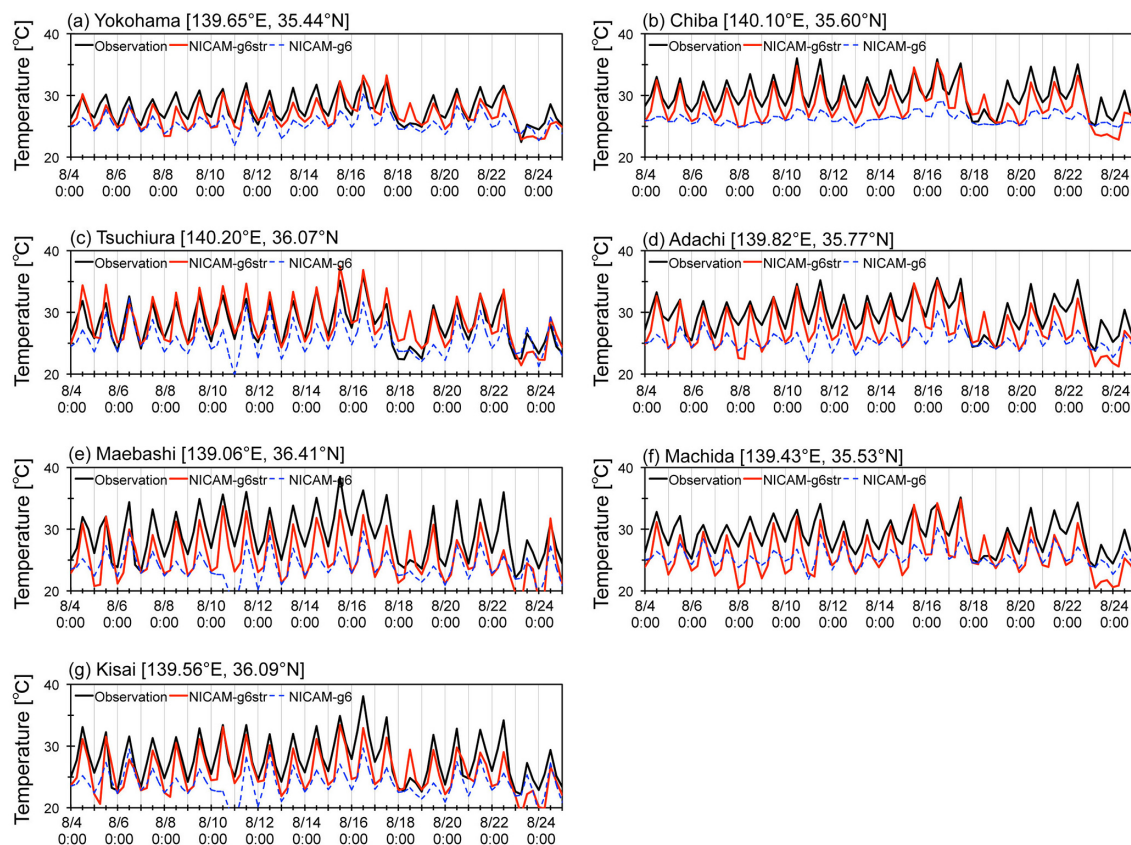 (a) Yokohama [139.65°E, 35.44°N]
Temperature [℃]
40
30
20
Observation NICAM-g6str NICAM-g6
8/4 8/6 8/8 8/10 8/12 8/14 8/16 8/18 8/20 8/22 8/24
0:00 0:00 0:00 0:00 0:00 0:00 0:00 0:00 0:00 0:00 0:00
(b) Chiba [140.10°E, 35.60°N]
Temperature [℃]
40
30
20
Observation NICAM-g6str NICAM-g6
8/4 8/6 8/8 8/10 8/12 8/14 8/16 8/18 8/20 8/22 8/24
0:00 0:00 0:00 0:00 0:00 0:00 0:00 0:00 0:00 0:00 0:00
(c) Tsuchiura [140.20°E, 36.07°N
Temperature [℃]
40
30
20
Observation NICAM-g6str NICAM-g6
8/4 8/6 8/8 8/10 8/12 8/14 8/16 8/18 8/20 8/22 8/24
0:00 0:00 0:00 0:00 0:00 0:00 0:00 0:00 0:00 0:00 0:00
(d) Adachi [139.82°E, 35.77°N]
Temperature [℃]
40
30
20
Observation NICAM-g6str NICAM-g6
8/4 8/6 8/8 8/10 8/12 8/14 8/16 8/18 8/20 8/22 8/24
0:00 0:00 0:00 0:00 0:00 0:00 0:00 0:00 0:00 0:00 0:00
(e) Maebashi [139.06°E, 36.41°N]
Temperature [℃]
40
30
20
Observation NICAM-g6str NICAM-g6
8/4 8/6 8/8 8/10 8/12 8/14 8/16 8/18 8/20 8/22 8/24
0:00 0:00 0:00 0:00 0:00 0:00 0:00 0:00 0:00 0:00 0:00
(f) Machida [139.43°E, 35.53°N]
Temperature [℃]
40
30
20
Observation NICAM-g6str NICAM-g6
8/4 8/6 8/8 8/10 8/12 8/14 8/16 8/18 8/20 8/22 8/24
0:00 0:00 0:00 0:00 0:00 0:00 0:00 0:00 0:00 0:00 0:00
(g) Kisai [139.56°E, 36.09°N]
Temperature [℃]
40
30
20
Observation NICAM-g6str NICAM-g6
8/4 8/6 8/8 8/10 8/12 8/14 8/16 8/18 8/20 8/22 8/24
0:00 0:00 0:00 0:00 0:00 0:00 0:00 0:00 0:00 0:00 0:00